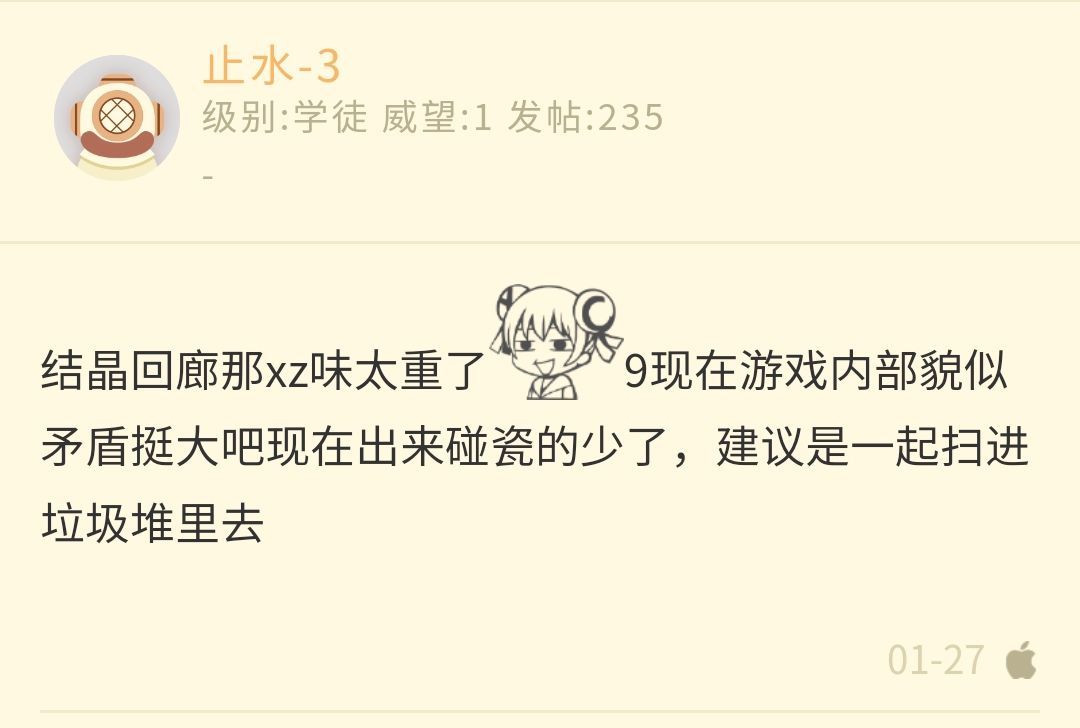 止水-3
级别:学徒 威望:1 发帖:235
-
结晶回廊那xz味太重了9现在游戏内部貌似
矛盾挺大吧现在出来碰瓷的少了，建议是一起扫进
垃圾堆里去
01-27